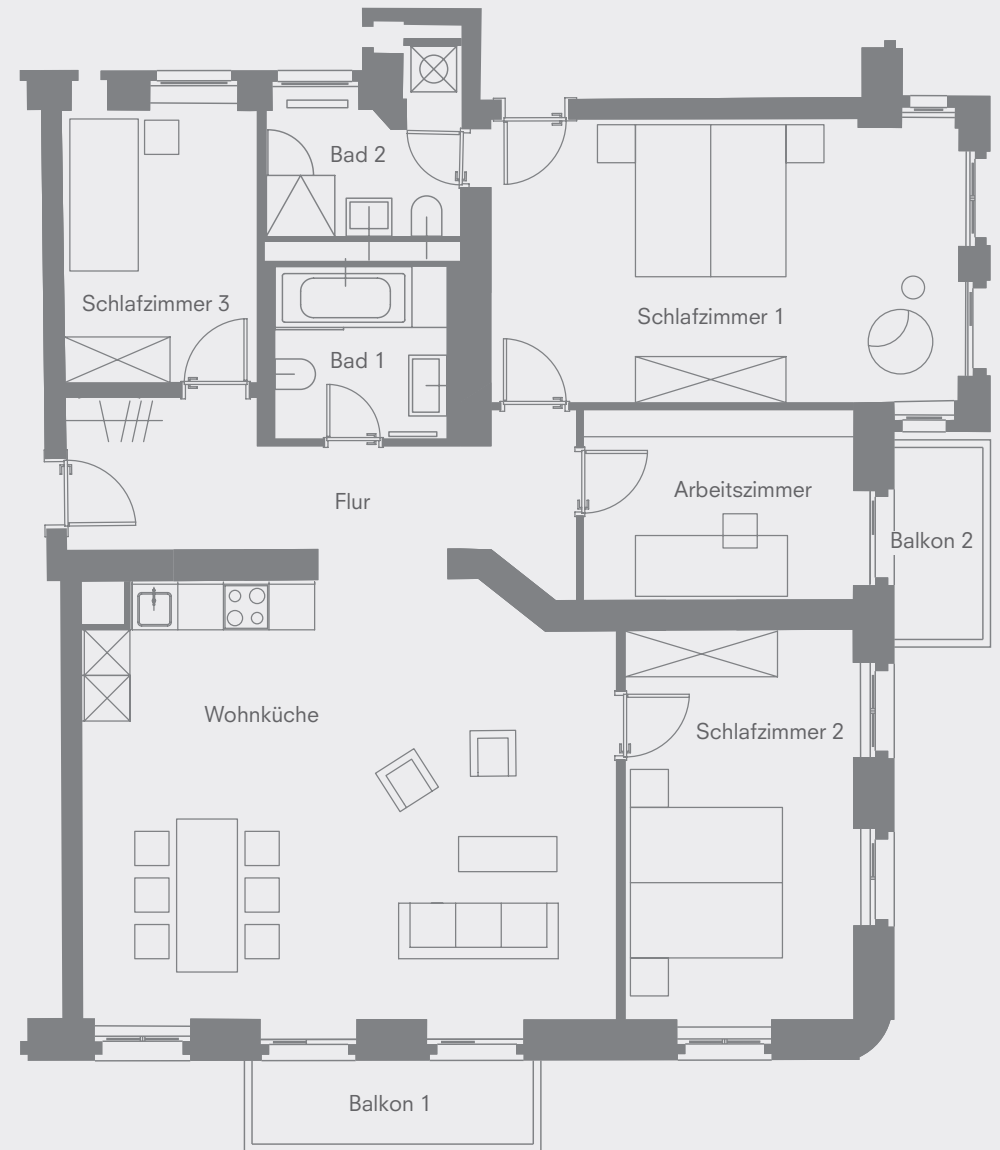 Bad 2
Schlafzimmer 3
Schlafzimmer 1
Bad 1
Arbeitszimmer
Flur
Balkon 2
Wohnküche
Schlafzimmer 2
Balkon 1